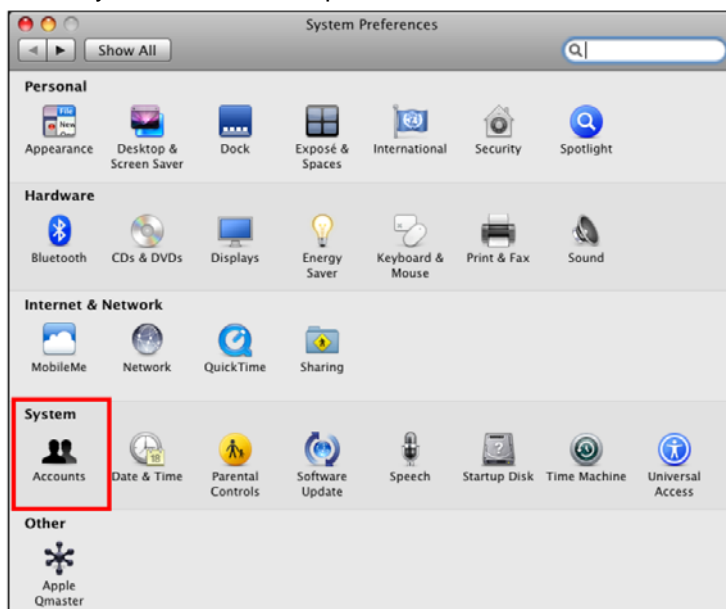 System Preferences
Show All
Personal
Appearance Desktop & Screen Saver Dock Exposé & Spaces International Security Spotlight
Hardware
Bluetooth CDs & DVDs Displays Energy Saver Keyboard & Mouse Print & Fax Sound
Internet & Network
MobileMe Network QuickTime Sharing
System
Accounts Date & Time Parental Controls Software Update Speech Startup Disk Time Machine Universal Access
Other
Apple Qmaster